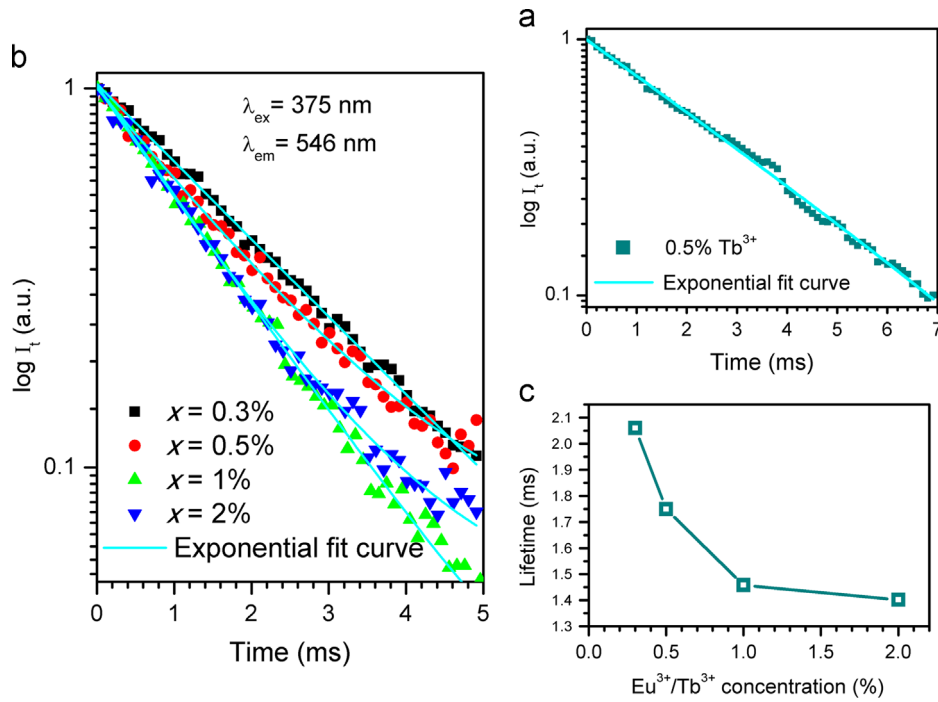 b
1
0.1
log Iₜ (a.u.)
λex = 375 nm
λem = 546 nm
x = 0.3%
x = 0.5%
x = 1%
x = 2%
Exponential fit curve
0 1 2 3 4 5
Time (ms)
a
1
0.1
log Iₜ (a.u.)
0.5% Tb³⁺
Exponential fit curve
0 1 2 3 4 5 6 7
Time (ms)
c
2.1
2.0
1.9
1.8
1.7
1.6
1.5
1.4
1.3
Lifetime (ms)
0.0 0.5 1.0 1.5 2.0
Eu³⁺/Tb³⁺ concentration (%)